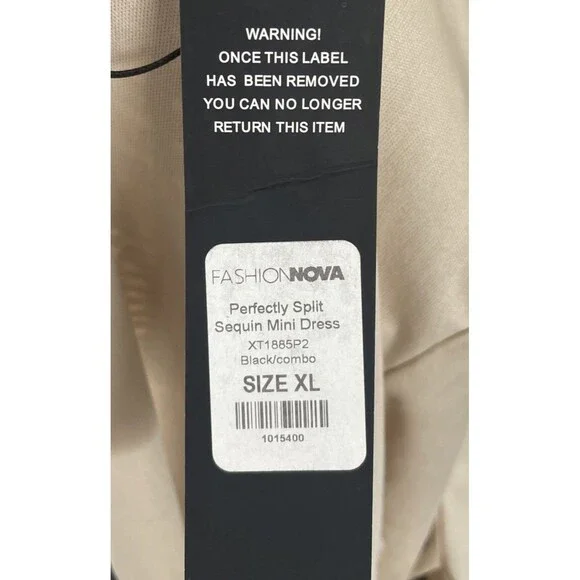 WARNING!
ONCE THIS LABEL
HAS BEEN REMOVED
YOU CAN NO LONGER
RETURN THIS ITEM
FASHIONNOVA
Perfectly Split
Sequin Mini Dress
XT1885P2
Black/combo
SIZE XL
1015400